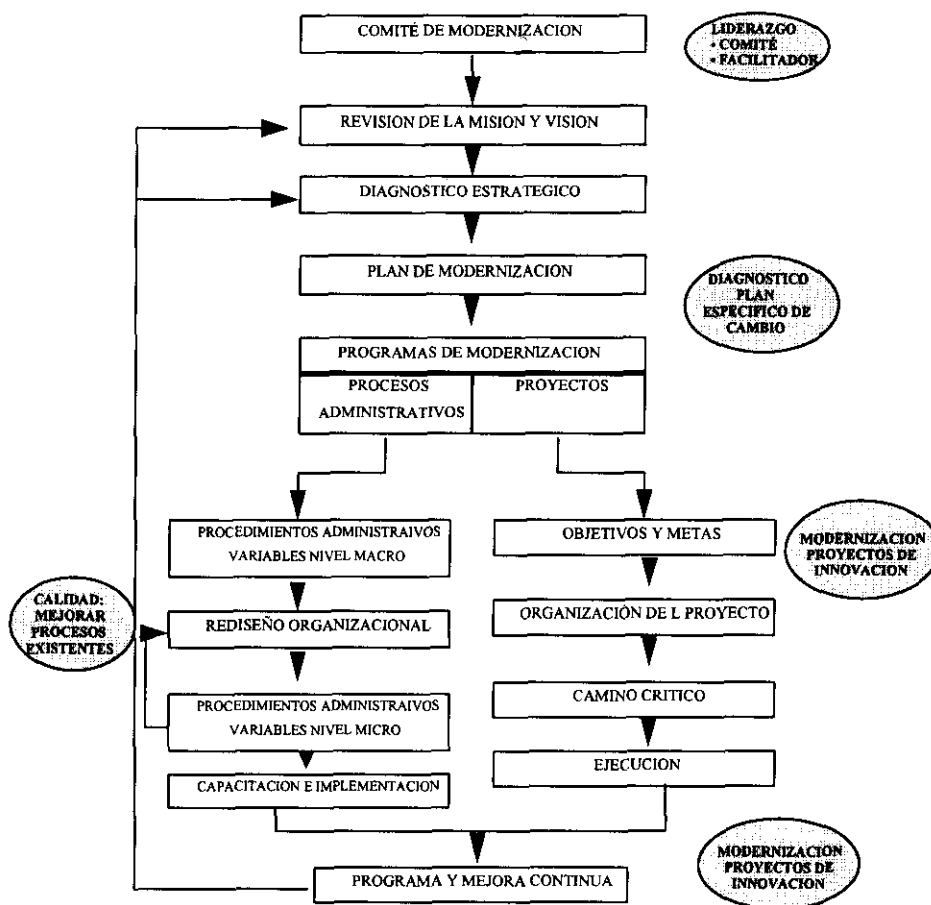 COMITÉ DE MODERNIZACION
LIDERAZGO
• COMITÉ
• FACILITADOR
REVISION DE LA MISION Y VISION
DIAGNOSTICO ESTRATEGICO
PLAN DE MODERNIZACION
DIAGNOSTICO
PLAN
ESPECIFICO DE
CAMBIO
PROGRAMAS DE MODERNIZACION
PROCESOS
ADMINISTRATIVOS
PROYECTOS
PROCEDIMIENTOS ADMINISTRAIVOS
VARIABLES NIVEL MACRO
OBJETIVOS Y METAS
MODERNIZACION
PROYECTOS DE
INNOVACION
CALIDAD:
MEJORAR
PROCESOS
EXISTENTES
REDISEÑO ORGANIZACIONAL
ORGANIZACIÓN DE L PROYECTO
PROCEDIMIENTOS ADMINISTRAIVOS
VARIABLES NIVEL MICRO
CAMINO CRITICO
CAPACITACION E IMPLEMENTACION
EJECUCION
PROGRAMA Y MEJORA CONTINUA
MODERNIZACION
PROYECTOS DE
INNOVACION